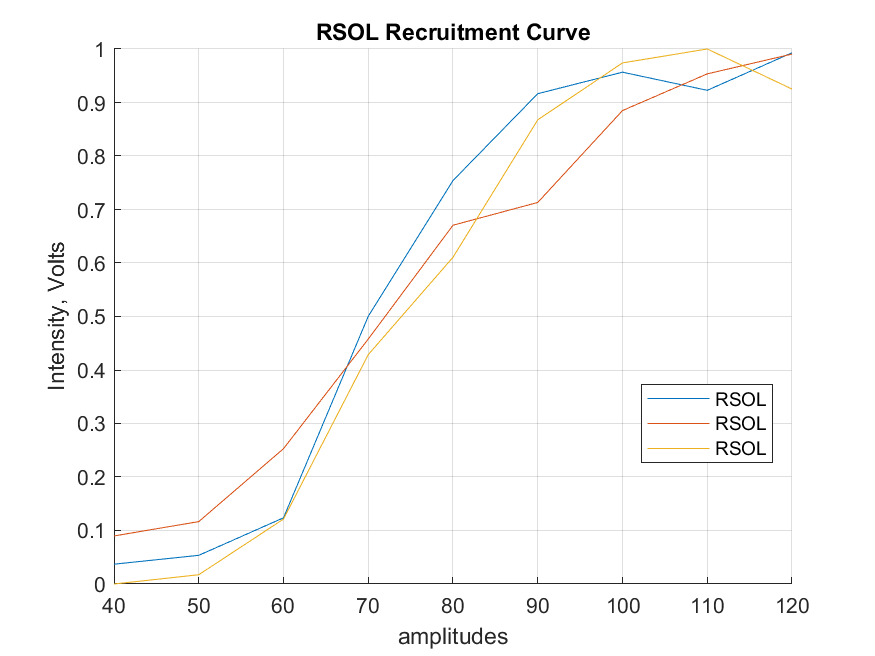 RSOL Recruitment Curve
1
0.9
0.8
0.7
0.6
0.5
0.4
0.3
0.2
0.1
0
Intensity, Volts
RSOL
RSOL
RSOL
40 50 60 70 80 90 100 110 120
amplitudes